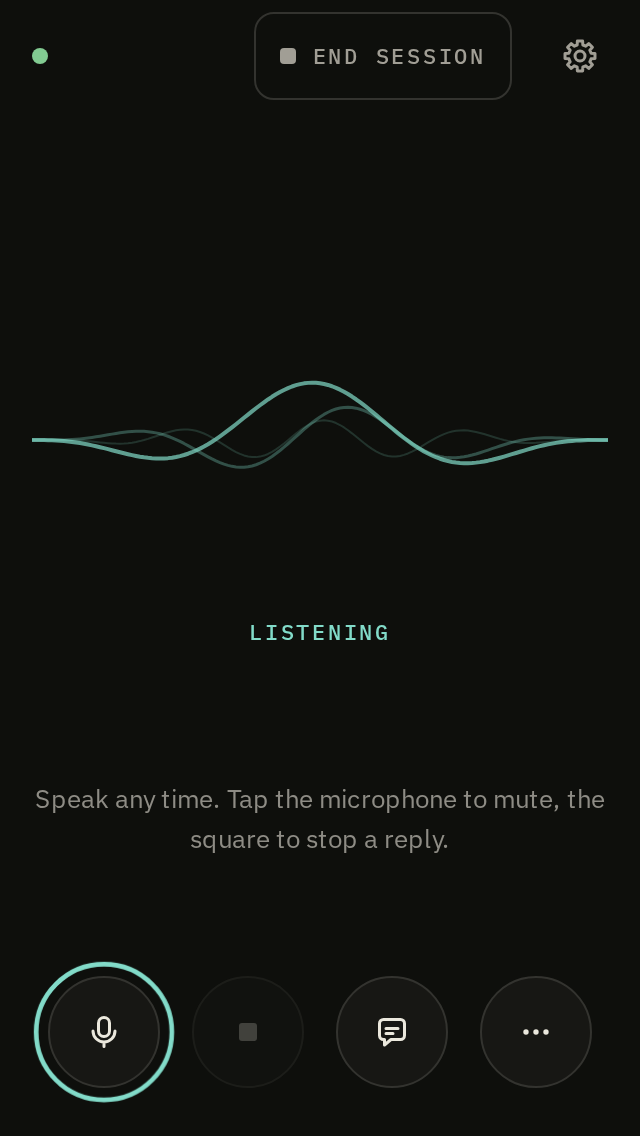 END SESSION
LISTENING
Speak any time. Tap the microphone to mute, the
square to stop a reply.